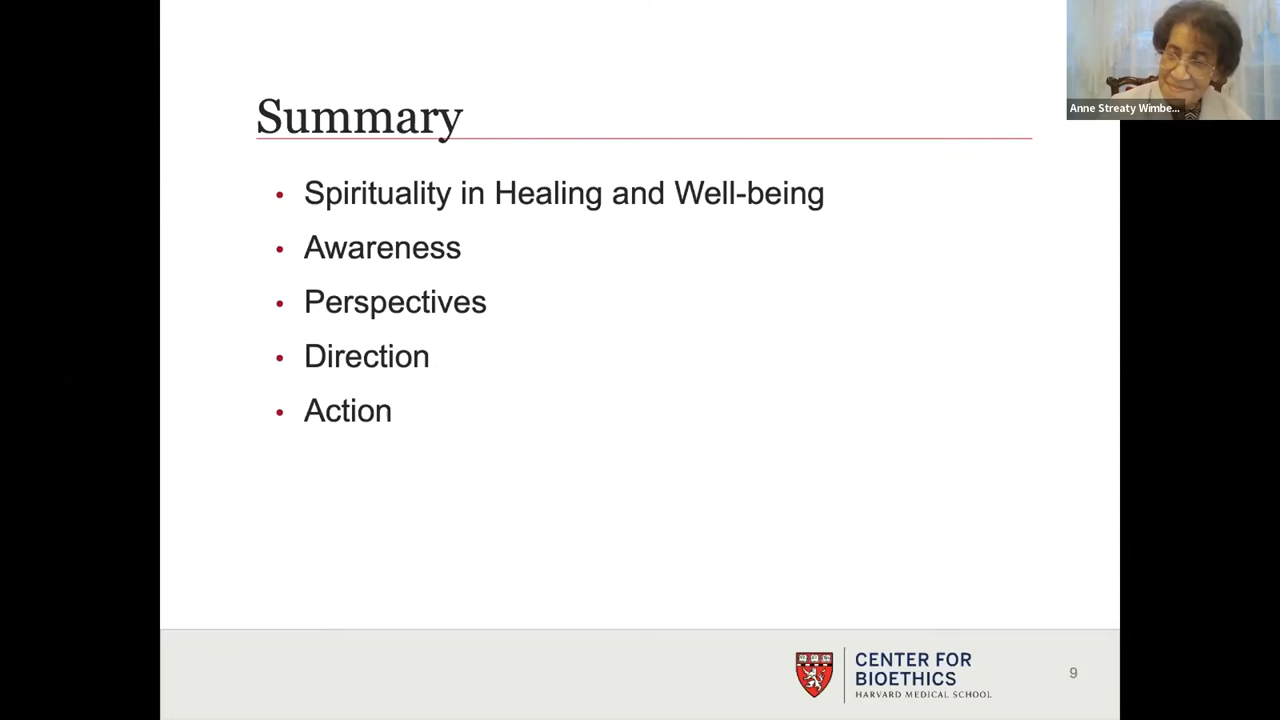 Anne Streaty Wimbe...
Summary
• Spirituality in Healing and Well-being
• Awareness
• Perspectives
• Direction
• Action
CENTER FOR
BIOETHICS
HARVARD MEDICAL SCHOOL
9